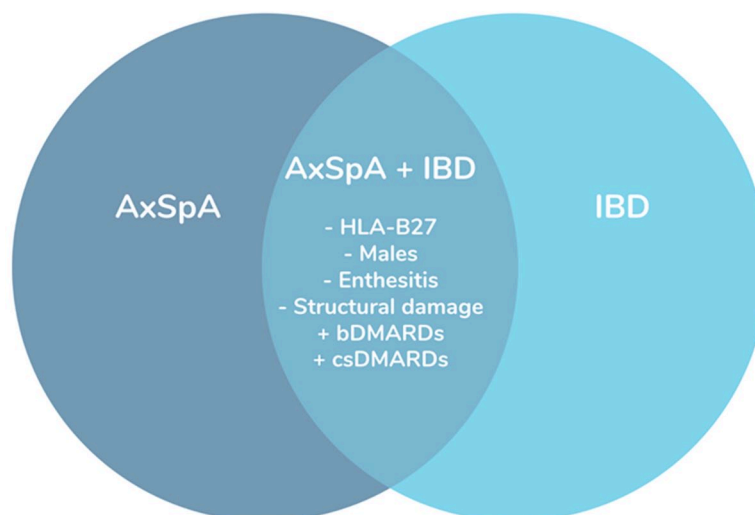 AxSpA + IBD
AxSpA
IBD
- HLA-B27
- Males
- Enthesitis
- Structural damage
+ bDMARDs
+ csDMARDs